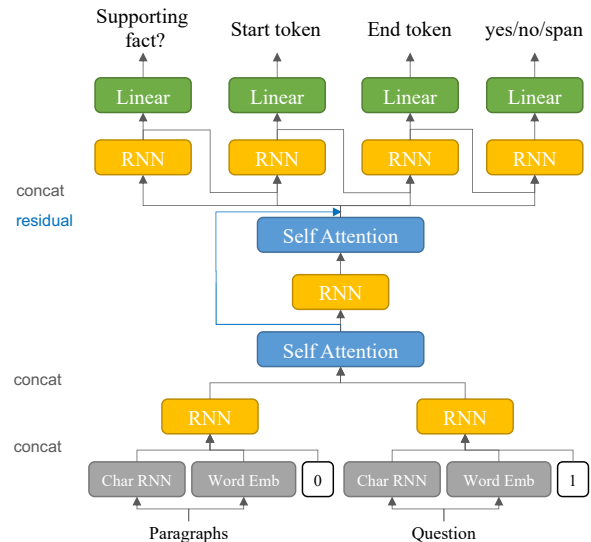 Supporting
fact?
Start token
End token
yes/no/span
Linear
Linear
Linear
Linear
RNN
RNN
RNN
RNN
concat
residual
Self Attention
RNN
Self Attention
concat
RNN
RNN
concat
Char RNN
Word Emb
0
Char RNN
Word Emb
1
Paragraphs
Question